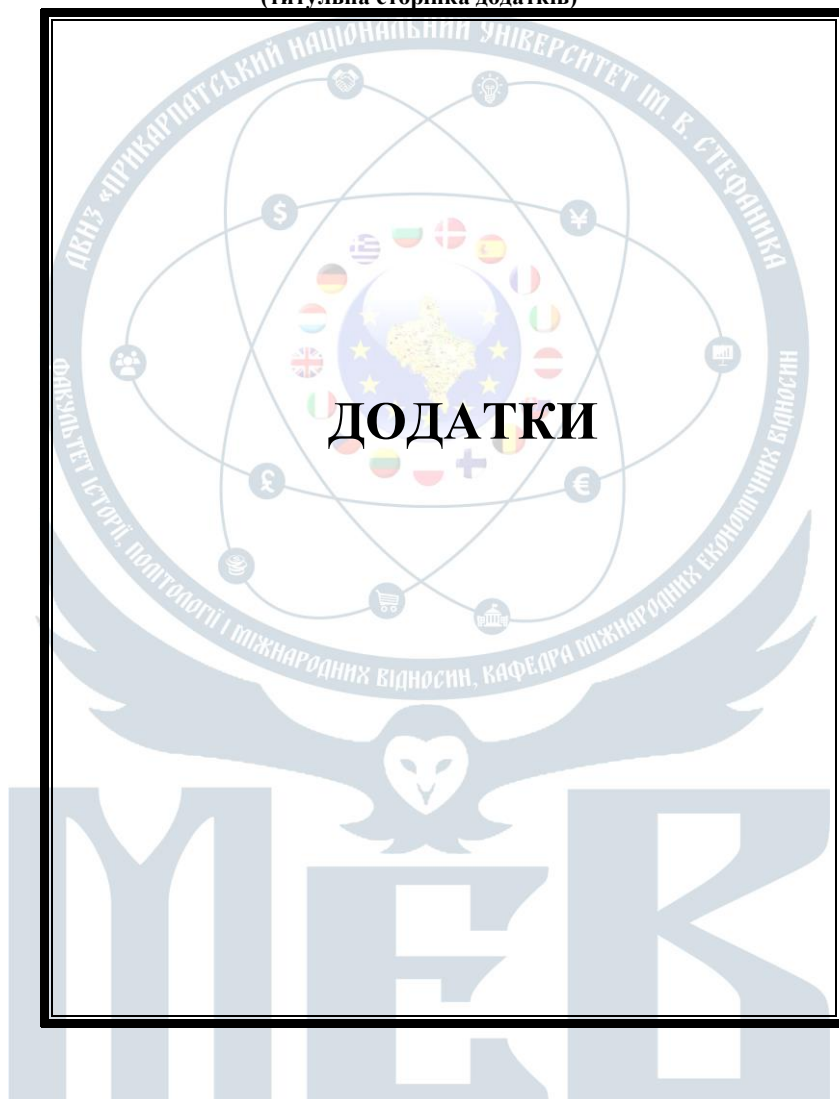 (титульна сторінка додатків)
ДВНЗ «ПРИКАРПАТСЬКИЙ НАЦІОНАЛЬНИЙ УНІВЕРСИТЕТ ІМ. В. СТЕФАНИКА
ДОДАТКИ
ФАКУЛЬТЕТ ІСТОРІЇ, ПОЛІТОЛОГІЇ І МІЖНАРОДНИХ ВІДНОСИН, КАФЕДРА МІЖНАРОДНИХ ЕКОНОМІЧНИХ ВІДНОСИН
МЕВ